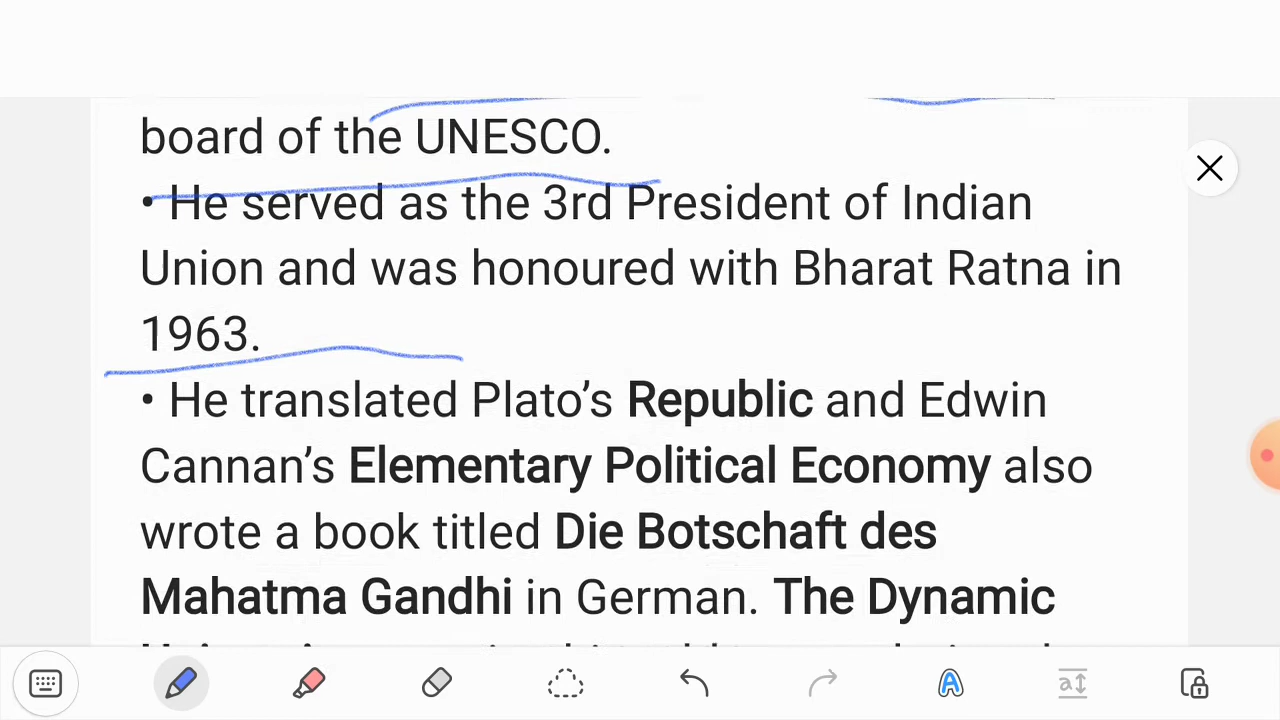 board of the UNESCO.
• He served as the 3rd President of Indian
Union and was honoured with Bharat Ratna in
1963.
• He translated Plato’s Republic and Edwin
Cannan’s Elementary Political Economy also
wrote a book titled Die Botschaft des
Mahatma Gandhi in German. The Dynamic